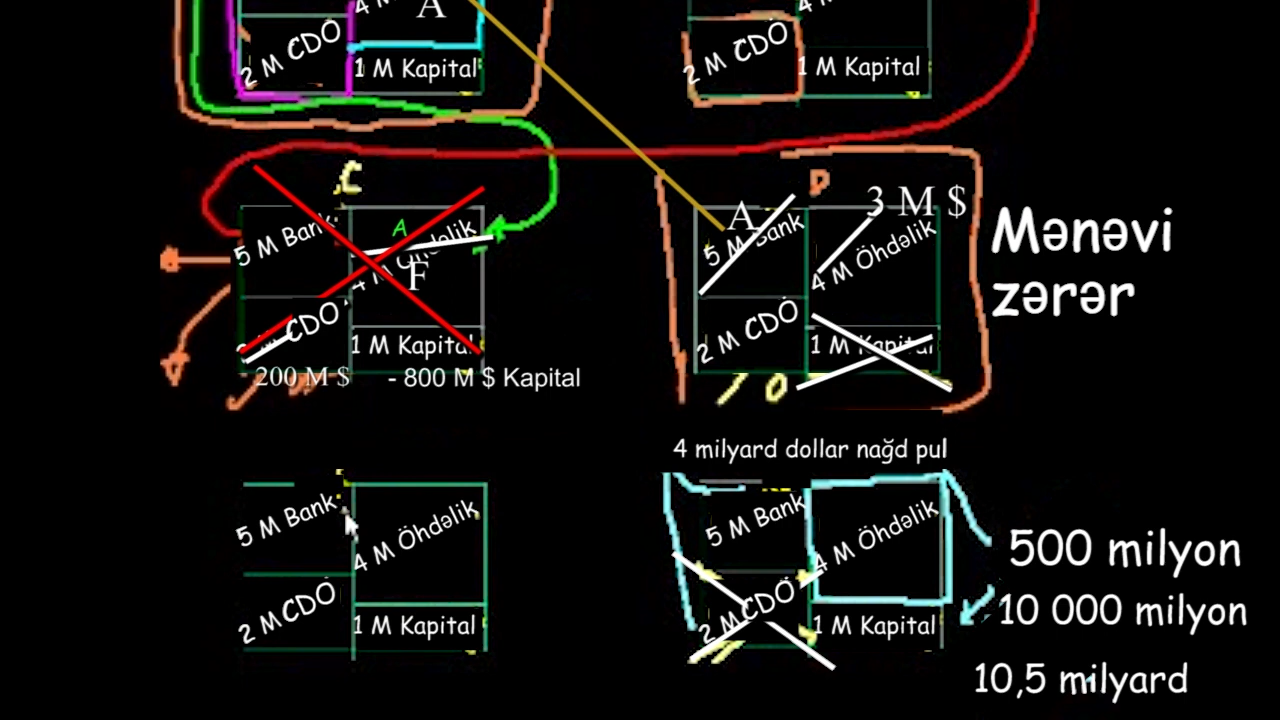 A
2 M CDO
1 M Kapital
2 M CDO
1 M Kapital
C
D
5 M Bank
A
4 M Öhdəlik
F
CDO
1 M Kapital
200 M $
- 800 M $ Kapital
A
3 M $
5 M Bank
4 M Öhdəlik
2 M CDO
1 M Kapital
Mənəvi
zərər
4 milyard dollar nağd pul
5 M Bank
4 M Öhdəlik
2 M CDO
1 M Kapital
5 M Bank
4 M Öhdəlik
2 M CDO
1 M Kapital
500 milyon
10 000 milyon
10,5 milyard